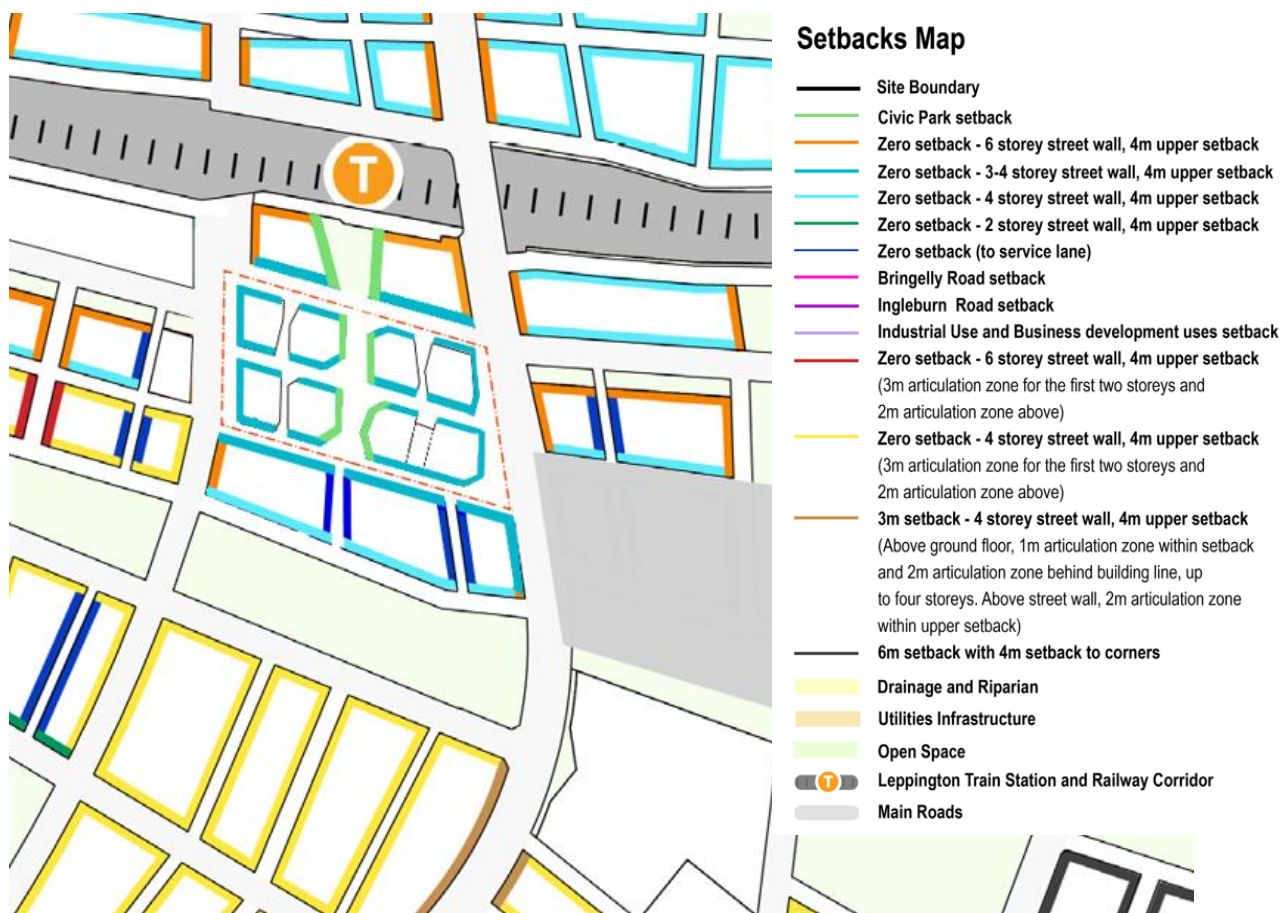 Setbacks Map
Site Boundary
Civic Park setback
Zero setback - 6 storey street wall, 4m upper setback
Zero setback - 3-4 storey street wall, 4m upper setback
Zero setback - 4 storey street wall, 4m upper setback
Zero setback - 2 storey street wall, 4m upper setback
Zero setback (to service lane)
Bringelly Road setback
Ingleburn Road setback
Industrial Use and Business development uses setback
Zero setback - 6 storey street wall, 4m upper setback
(3m articulation zone for the first two storeys and
2m articulation zone above)
Zero setback - 4 storey street wall, 4m upper setback
(3m articulation zone for the first two storeys and
2m articulation zone above)
3m setback - 4 storey street wall, 4m upper setback
(Above ground floor, 1m articulation zone within setback
and 2m articulation zone behind building line, up
to four storeys. Above street wall, 2m articulation zone
within upper setback)
6m setback with 4m setback to corners
Drainage and Riparian
Utilities Infrastructure
Open Space
T Leppington Train Station and Railway Corridor
Main Roads
T